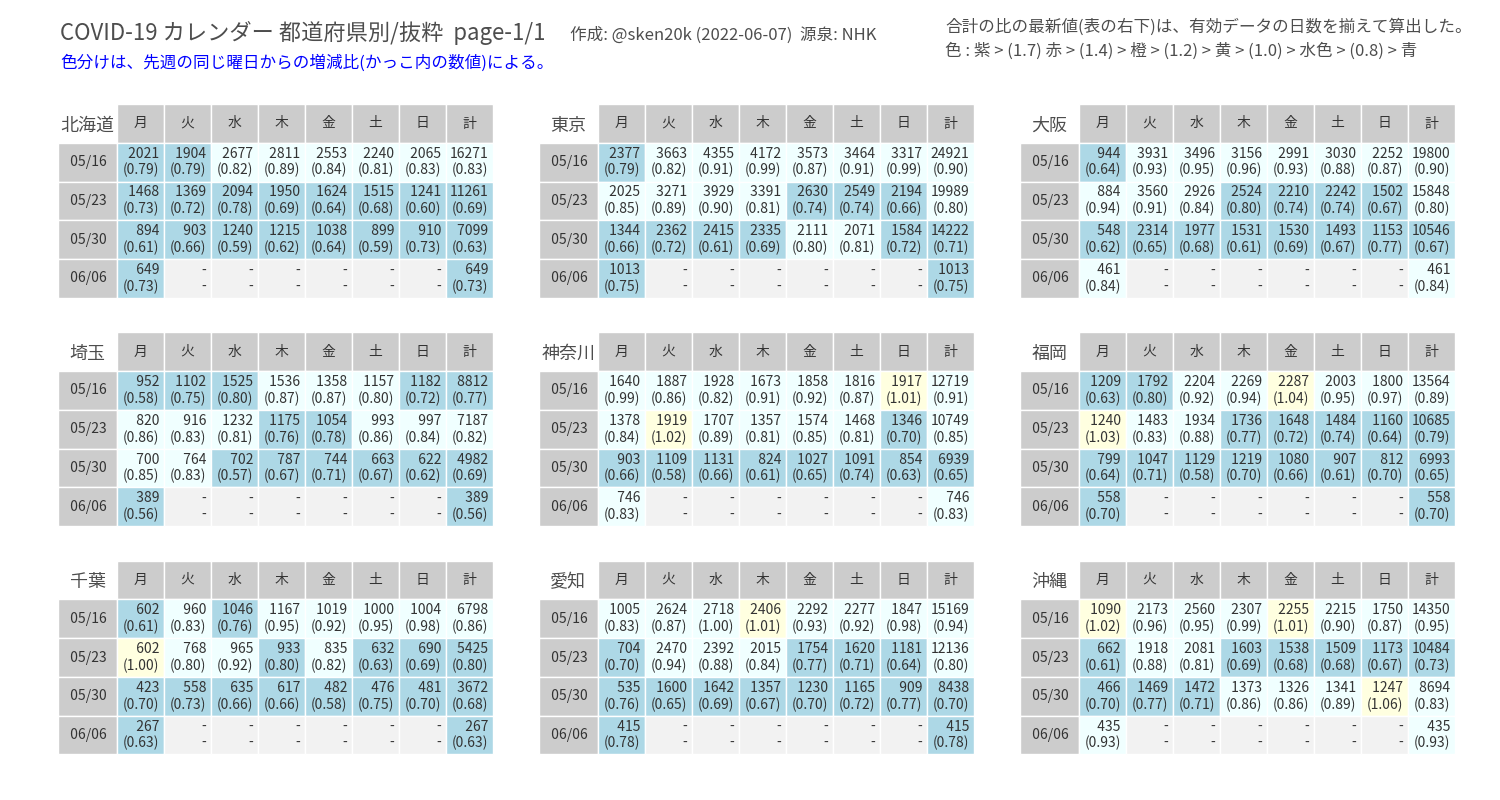 COVID-19 カレンダー 都道府県別/抜粋 page-1/1 作成: @sken20k (2022-06-07) 源泉: NHK
合計の比の最新値(表の右下)は、有効データの日数を揃えて算出した。
色分けは、先週の同じ曜日からの増減比(かっこ内の数値)による。
色 : 紫 > (1.7) 赤 > (1.4) > 橙 > (1.2) > 黄 > (1.0) > 水色 > (0.8) > 青
北海道 月 火 水 木 金 土 日 計
05/16 2021 1904 2677 2811 2553 2240 2065 16271
(0.79) (0.79) (0.82) (0.89) (0.84) (0.81) (0.83) (0.83)
05/23 1468 1369 2094 1950 1624 1515 1241 11261
(0.73) (0.72) (0.78) (0.69) (0.64) (0.68) (0.60) (0.69)
05/30 894 903 1240 1215 1038 899 910 7099
(0.61) (0.66) (0.59) (0.62) (0.64) (0.59) (0.73) (0.63)
06/06 649 - - - - - - 649
(0.73) - - - - - - (0.73)
東京 月 火 水 木 金 土 日 計
05/16 2377 3663 4355 4172 3573 3464 3317 24921
(0.79) (0.82) (0.91) (0.99) (0.87) (0.91) (0.99) (0.90)
05/23 2025 3271 3929 3391 2630 2549 2194 19989
(0.85) (0.89) (0.90) (0.81) (0.74) (0.74) (0.66) (0.80)
05/30 1344 2362 2415 2335 2111 2071 1584 14222
(0.66) (0.72) (0.61) (0.69) (0.80) (0.81) (0.72) (0.71)
06/06 1013 - - - - - - 1013
(0.75) - - - - - - (0.75)
大阪 月 火 水 木 金 土 日 計
05/16 944 3931 3496 3156 2991 3030 2252 19800
(0.64) (0.93) (0.95) (0.96) (0.93) (0.88) (0.87) (0.90)
05/23 884 3560 2926 2524 2210 2242 1502 15848
(0.94) (0.91) (0.84) (0.80) (0.74) (0.74) (0.67) (0.80)
05/30 548 2314 1977 1531 1530 1493 1153 10546
(0.62) (0.65) (0.68) (0.61) (0.69) (0.67) (0.77) (0.67)
06/06 461 - - - - - - 461
(0.84) - - - - - - (0.84)
埼玉 月 火 水 木 金 土 日 計
05/16 952 1102 1525 1536 1358 1157 1182 8812
(0.58) (0.75) (0.80) (0.87) (0.87) (0.80) (0.72) (0.77)
05/23 820 916 1232 1175 1054 993 997 7187
(0.86) (0.83) (0.81) (0.76) (0.78) (0.86) (0.84) (0.82)
05/30 700 764 702 787 744 663 622 4982
(0.85) (0.83) (0.57) (0.67) (0.71) (0.67) (0.62) (0.69)
06/06 389 - - - - - - 389
(0.56) - - - - - - (0.56)
神奈川 月 火 水 木 金 土 日 計
05/16 1640 1887 1928 1673 1858 1816 1917 12719
(0.99) (0.86) (0.82) (0.91) (0.92) (0.87) (1.01) (0.91)
05/23 1378 1919 1707 1357 1574 1468 1346 10749
(0.84) (1.02) (0.89) (0.81) (0.85) (0.81) (0.70) (0.85)
05/30 903 1109 1131 824 1027 1091 854 6939
(0.66) (0.58) (0.66) (0.61) (0.65) (0.74) (0.63) (0.65)
06/06 746 - - - - - - 746
(0.83) - - - - - - (0.83)
福岡 月 火 水 木 金 土 日 計
05/16 1209 1792 2204 2269 2287 2003 1800 13564
(0.63) (0.80) (0.92) (0.94) (1.04) (0.95) (0.97) (0.89)
05/23 1240 1483 1934 1736 1648 1484 1160 10685
(1.03) (0.83) (0.88) (0.77) (0.72) (0.74) (0.64) (0.79)
05/30 799 1047 1129 1219 1080 907 812 6993
(0.64) (0.71) (0.58) (0.70) (0.66) (0.61) (0.70) (0.65)
06/06 558 - - - - - - 558
(0.70) - - - - - - (0.70)
千葉 月 火 水 木 金 土 日 計
05/16 602 960 1046 1167 1019 1000 1004 6798
(0.61) (0.83) (0.76) (0.95) (0.92) (0.95) (0.98) (0.86)
05/23 602 768 965 933 835 632 690 5425
(1.00) (0.80) (0.92) (0.80) (0.82) (0.63) (0.69) (0.80)
05/30 423 558 635 617 482 476 481 3672
(0.70) (0.73) (0.66) (0.66) (0.58) (0.75) (0.70) (0.68)
06/06 267 - - - - - - 267
(0.63) - - - - - - (0.63)
愛知 月 火 水 木 金 土 日 計
05/16 1005 2624 2718 2406 2292 2277 1847 15169
(0.83) (0.87) (1.00) (1.01) (0.93) (0.92) (0.98) (0.94)
05/23 704 2470 2392 2015 1754 1620 1181 12136
(0.70) (0.94) (0.88) (0.84) (0.77) (0.71) (0.64) (0.80)
05/30 535 1600 1642 1357 1230 1165 909 8438
(0.76) (0.65) (0.69) (0.67) (0.70) (0.72) (0.77) (0.70)
06/06 415 - - - - - - 415
(0.78) - - - - - - (0.78)
沖縄 月 火 水 木 金 土 日 計
05/16 1090 2173 2560 2307 2255 2215 1750 14350
(1.02) (0.96) (0.95) (0.99) (1.01) (0.90) (0.87) (0.95)
05/23 662 1918 2081 1603 1538 1509 1173 10484
(0.61) (0.88) (0.81) (0.69) (0.68) (0.68) (0.67) (0.73)
05/30 466 1469 1472 1373 1326 1341 1247 8694
(0.70) (0.77) (0.71) (0.86) (0.86) (0.89) (1.06) (0.83)
06/06 435 - - - - - - 435
(0.93) - - - - - - (0.93)